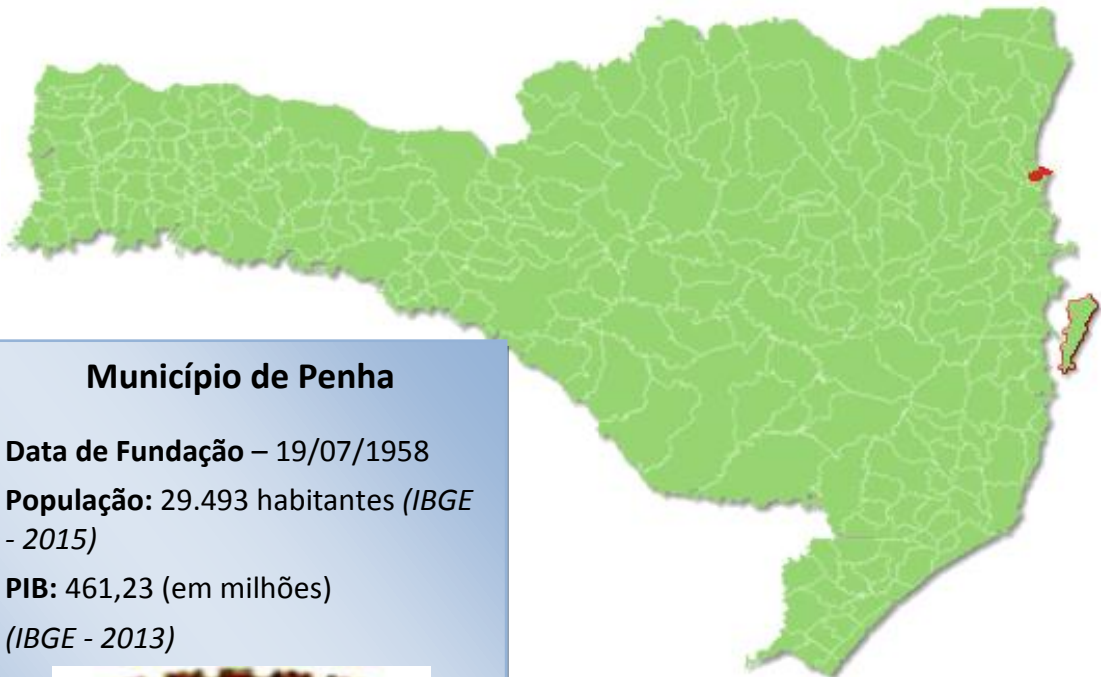 Município de Penha
Data de Fundação – 19/07/1958
População: 29.493 habitantes (IBGE
- 2015)
PIB: 461,23 (em milhões)
(IBGE - 2013)